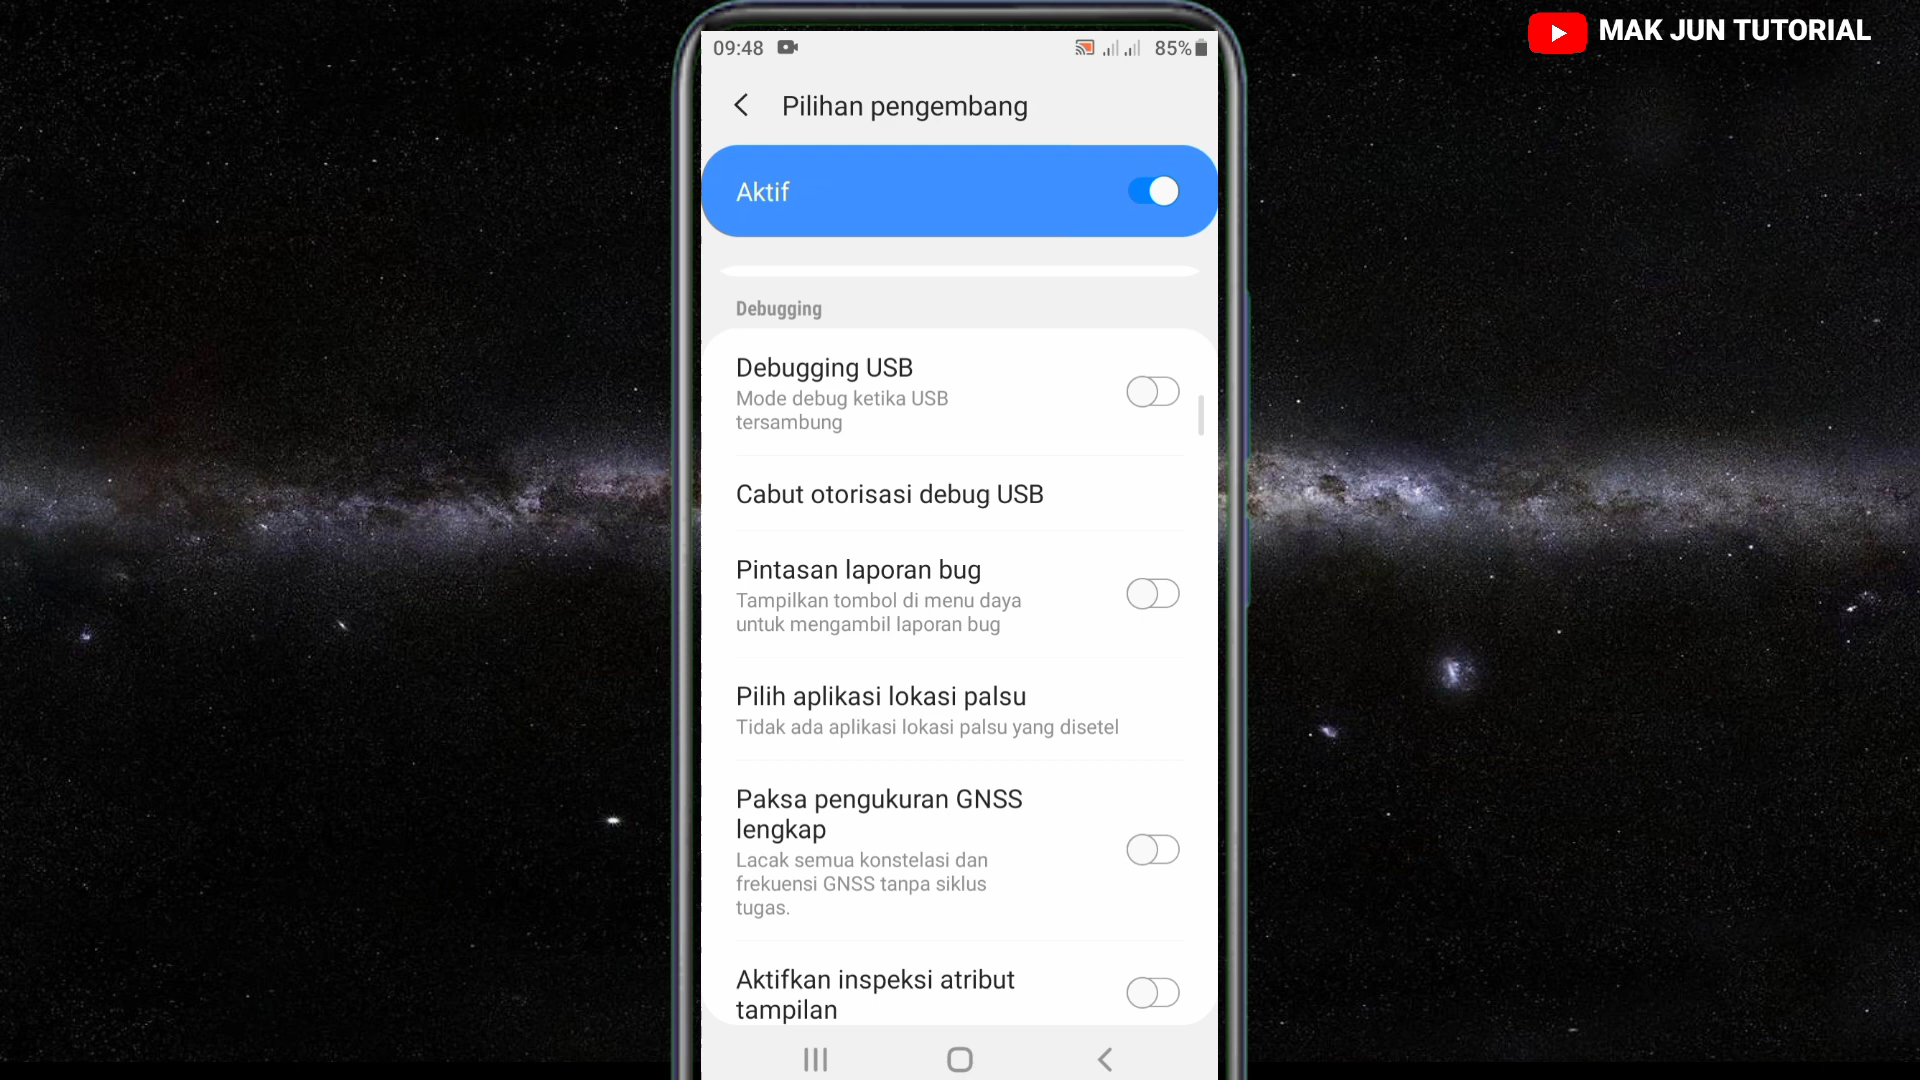 MAK JUN TUTORIAL
09:48
85%
Pilihan pengembang
Aktif
Debugging
Debugging USB
Mode debug ketika USB
tersambung
Cabut otorisasi debug USB
Pintasan laporan bug
Tampilkan tombol di menu daya
untuk mengambil laporan bug
Pilih aplikasi lokasi palsu
Tidak ada aplikasi lokasi palsu yang disetel
Paksa pengukuran GNSS
lengkap
Lacak semua konstelasi dan
frekuensi GNSS tanpa siklus
tugas.
Aktifkan inspeksi atribut
tampilan